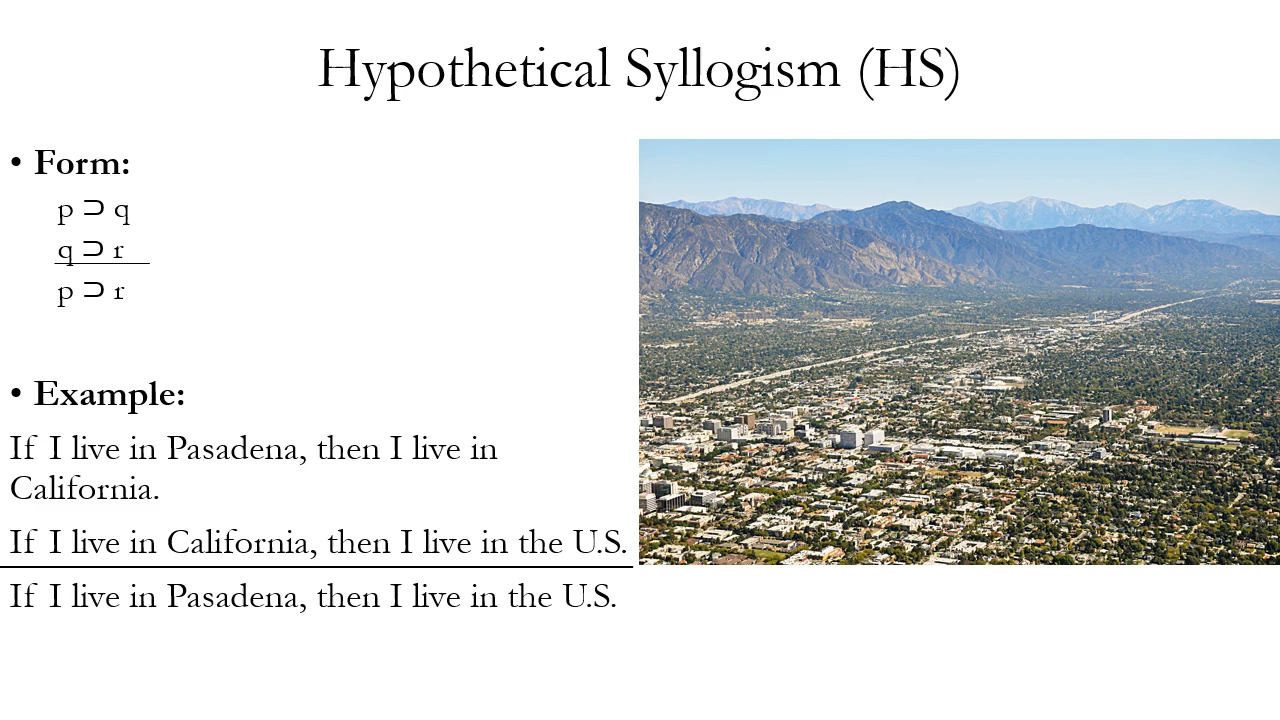 Hypothetical Syllogism (HS)
• Form:
p ⊃ q
q ⊃ r
p ⊃ r
• Example:
If I live in Pasadena, then I live in
California.
If I live in California, then I live in the U.S.
If I live in Pasadena, then I live in the U.S.